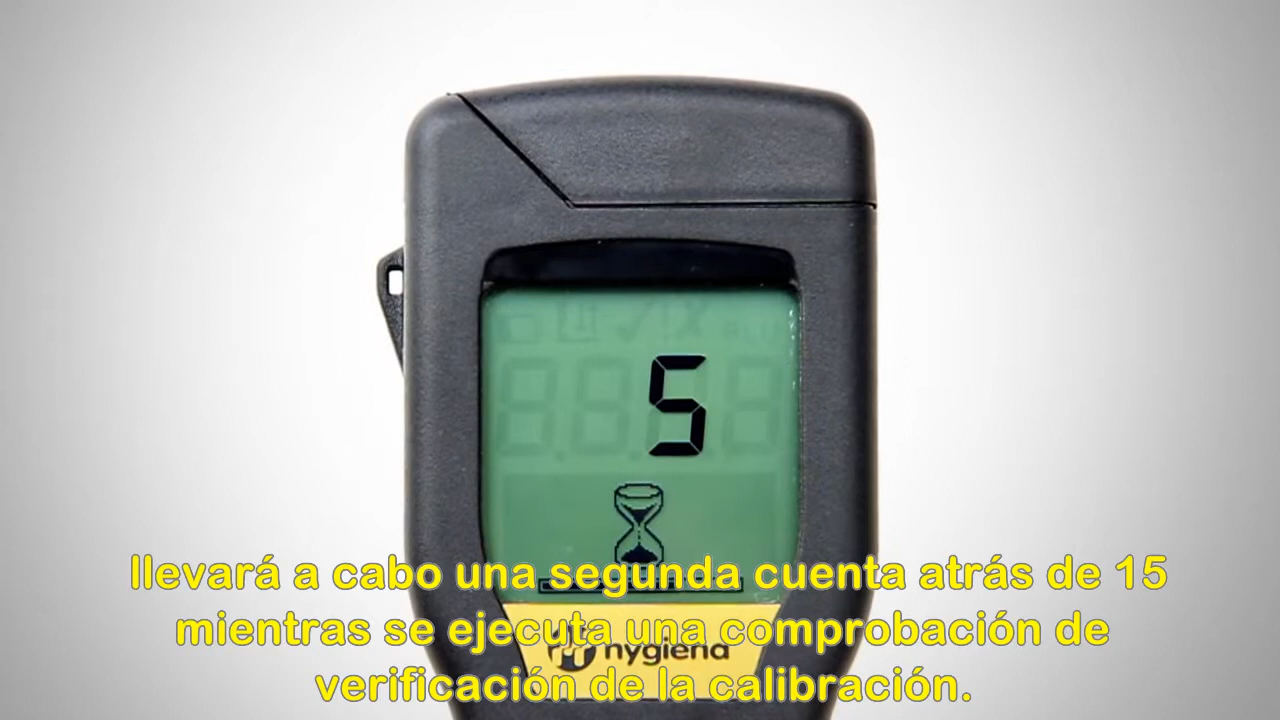 5
llevará a cabo una segunda cuenta atrás de 15
mientras se ejecuta una comprobación de
hygiena
verificación de la calibración.